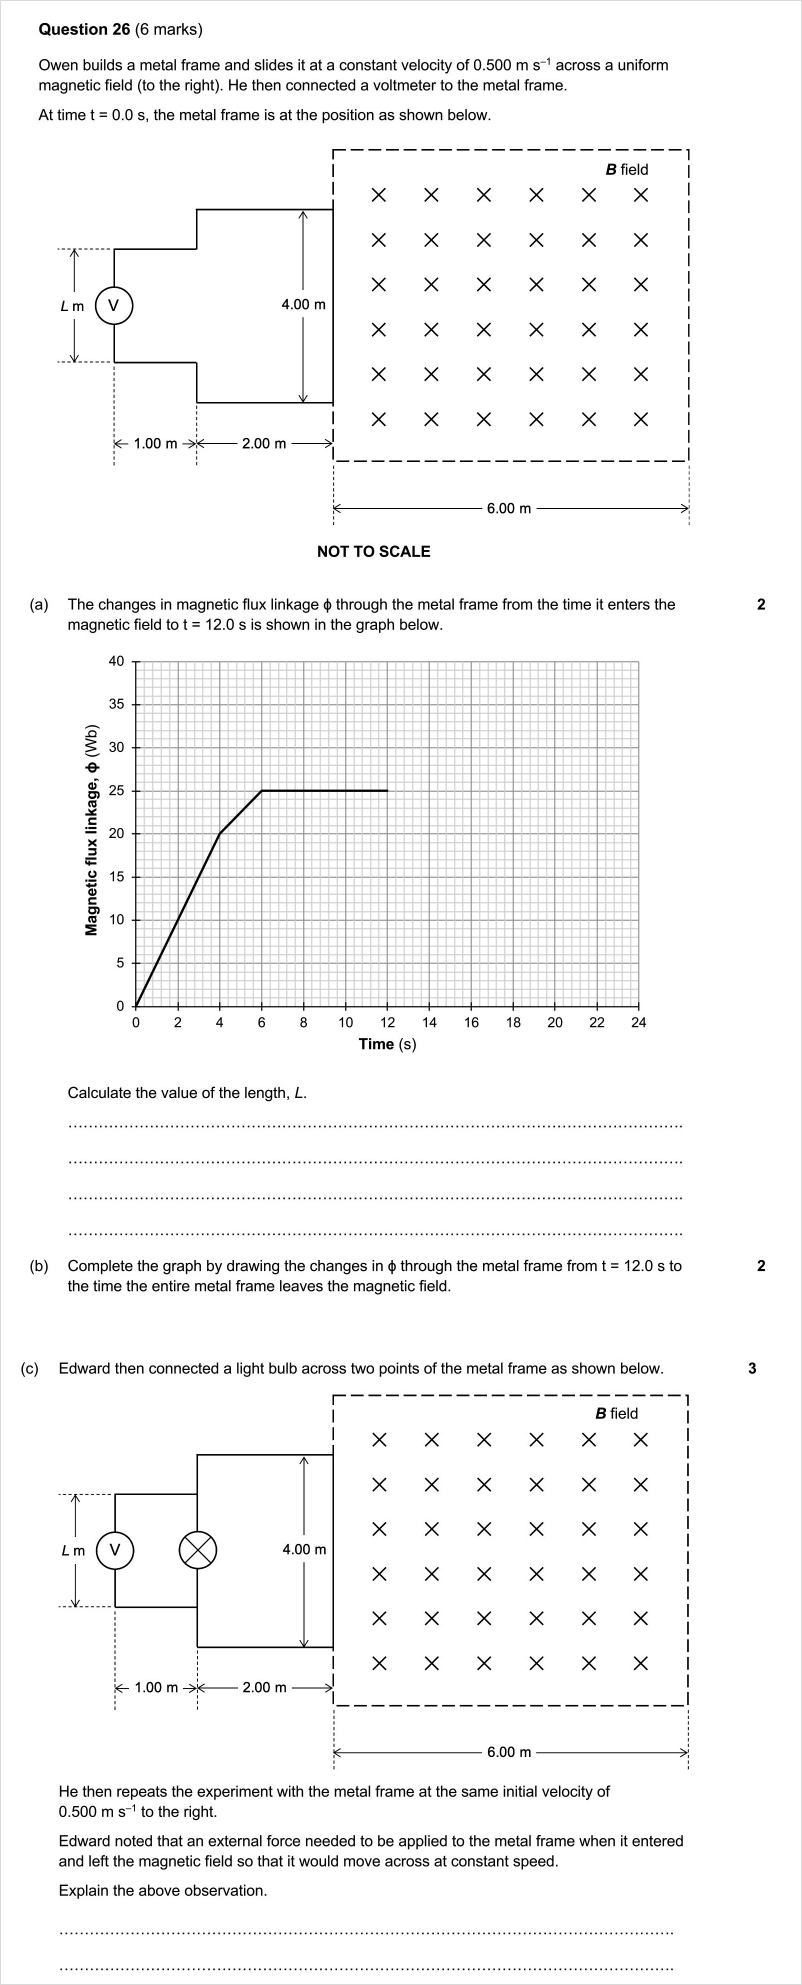 Question 26 (6 marks)
Owen builds a metal frame and slides it at a constant velocity of 0.500 m s⁻¹ across a uniform
magnetic field (to the right). He then connected a voltmeter to the metal frame.
At time t = 0.0 s, the metal frame is at the position as shown below.
B field
L m
V
4.00 m
1.00 m
2.00 m
6.00 m
NOT TO SCALE
(a) The changes in magnetic flux linkage ϕ through the metal frame from the time it enters the 2
magnetic field to t = 12.0 s is shown in the graph below.
Magnetic flux linkage, ϕ (Wb)
40
35
30
25
20
15
10
5
0
0 2 4 6 8 10 12 14 16 18 20 22 24
Time (s)
Calculate the value of the length, L.
(b) Complete the graph by drawing the changes in ϕ through the metal frame from t = 12.0 s to 2
the time the entire metal frame leaves the magnetic field.
(c) Edward then connected a light bulb across two points of the metal frame as shown below. 3
B field
L m
V
4.00 m
1.00 m
2.00 m
6.00 m
He then repeats the experiment with the metal frame at the same initial velocity of
0.500 m s⁻¹ to the right.
Edward noted that an external force needed to be applied to the metal frame when it entered
and left the magnetic field so that it would move across at constant speed.
Explain the above observation.